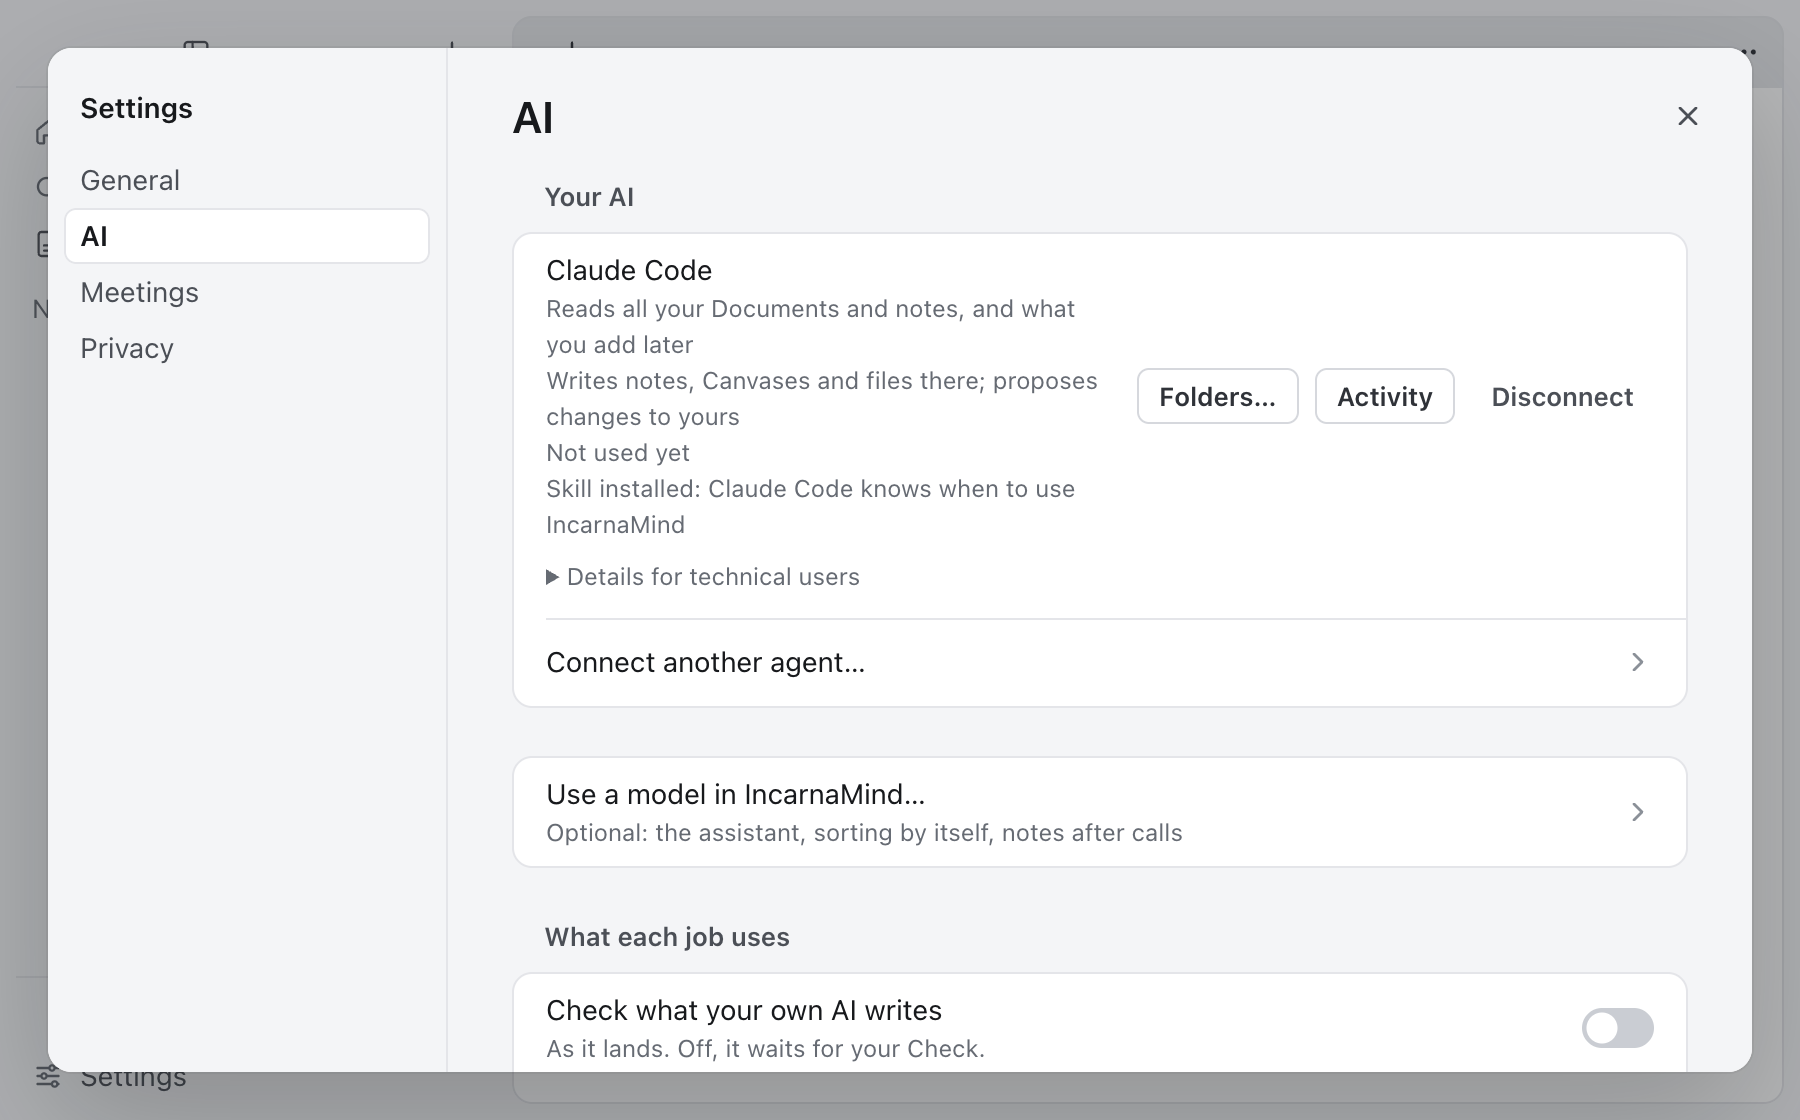 Settings
General
AI
Meetings
Privacy
AI
Your AI
Claude Code
Reads all your Documents and notes, and what
you add later
Writes notes, Canvases and files there; proposes
changes to yours
Not used yet
Skill installed: Claude Code knows when to use
IncarnaMind
Details for technical users
Folders...
Activity
Disconnect
Connect another agent...
Use a model in IncarnaMind...
Optional: the assistant, sorting by itself, notes after calls
What each job uses
Check what your own AI writes
As it lands. Off, it waits for your Check.
Settings